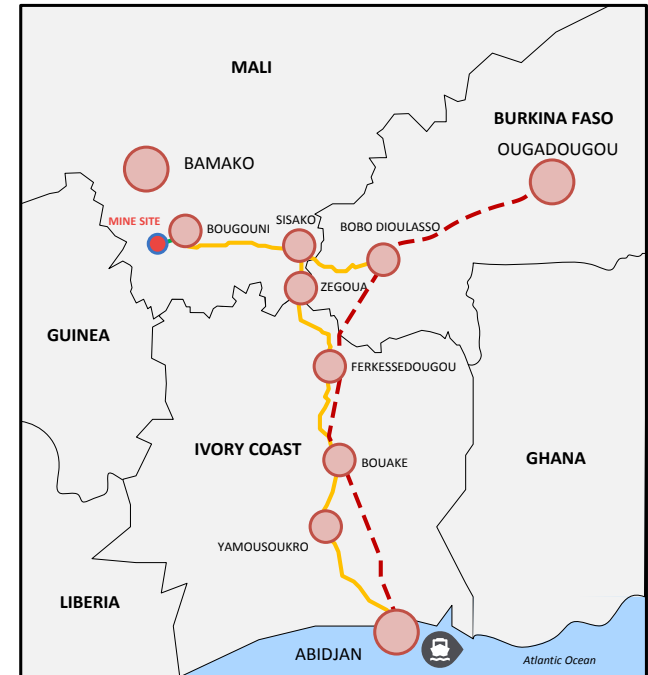 MALI
BURKINA FASO
OUGADOUGOU
BAMAKO
MINE SITE
BOUGOUNI
SISAKO
BOBO DIOULASSO
ZEGOUA
GUINEA
FERKESSEDOUGOU
IVORY COAST
BOUAKE
GHANA
YAMOUSOUKRO
LIBERIA
ABIDJAN
Atlantic Ocean